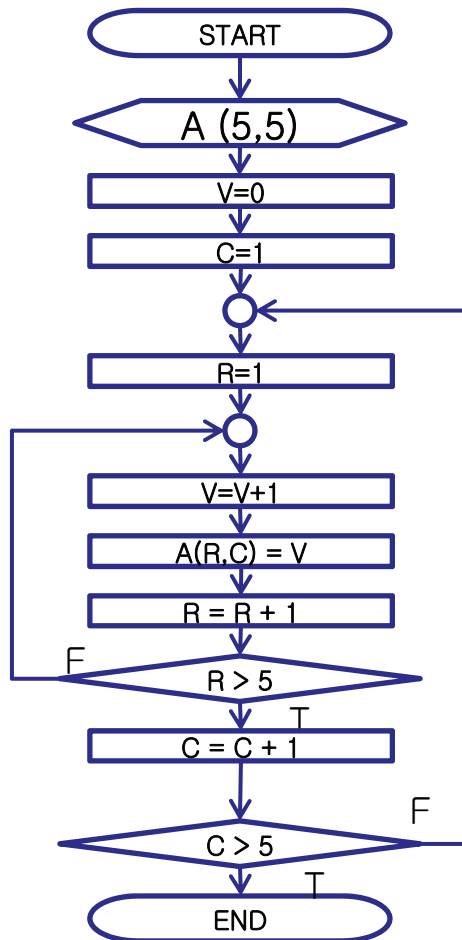 START
A (5,5)
V=0
C=1
R=1
V=V+1
A(R,C) = V
R = R + 1
F
R > 5
T
C = C + 1
F
C > 5
T
END